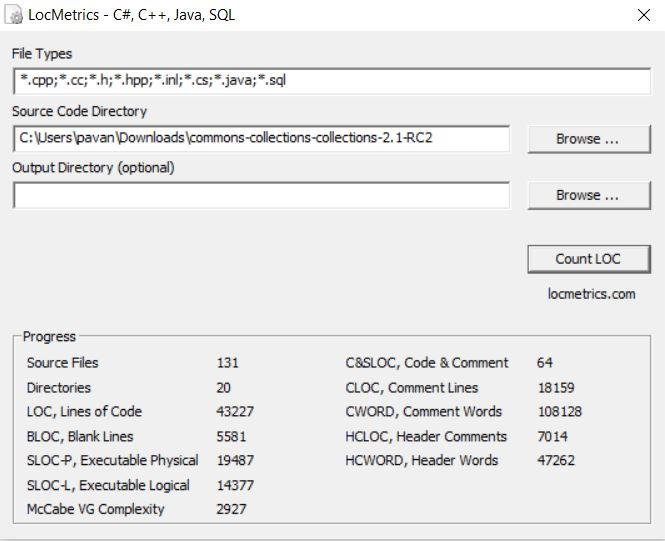 LocMetrics - C#, C++, Java, SQL
File Types
*.cpp;*.cc;*.h;*.hpp;*.inl;*.cs;*.java;*.sql
Source Code Directory
C:\Users\pavan\Downloads\commons-collections-collections-2.1-RC2
Browse ...
Output Directory (optional)
Browse ...
Count LOC
locmetrics.com
Progress
Source Files 131 C&SLOC, Code & Comment 64
Directories 20 CLOC, Comment Lines 18159
LOC, Lines of Code 43227 CWORD, Comment Words 108128
BLOC, Blank Lines 5581 HCLOC, Header Comments 7014
SLOC-P, Executable Physical 19487 HCWORD, Header Words 47262
SLOC-L, Executable Logical 14377
McCabe VG Complexity 2927